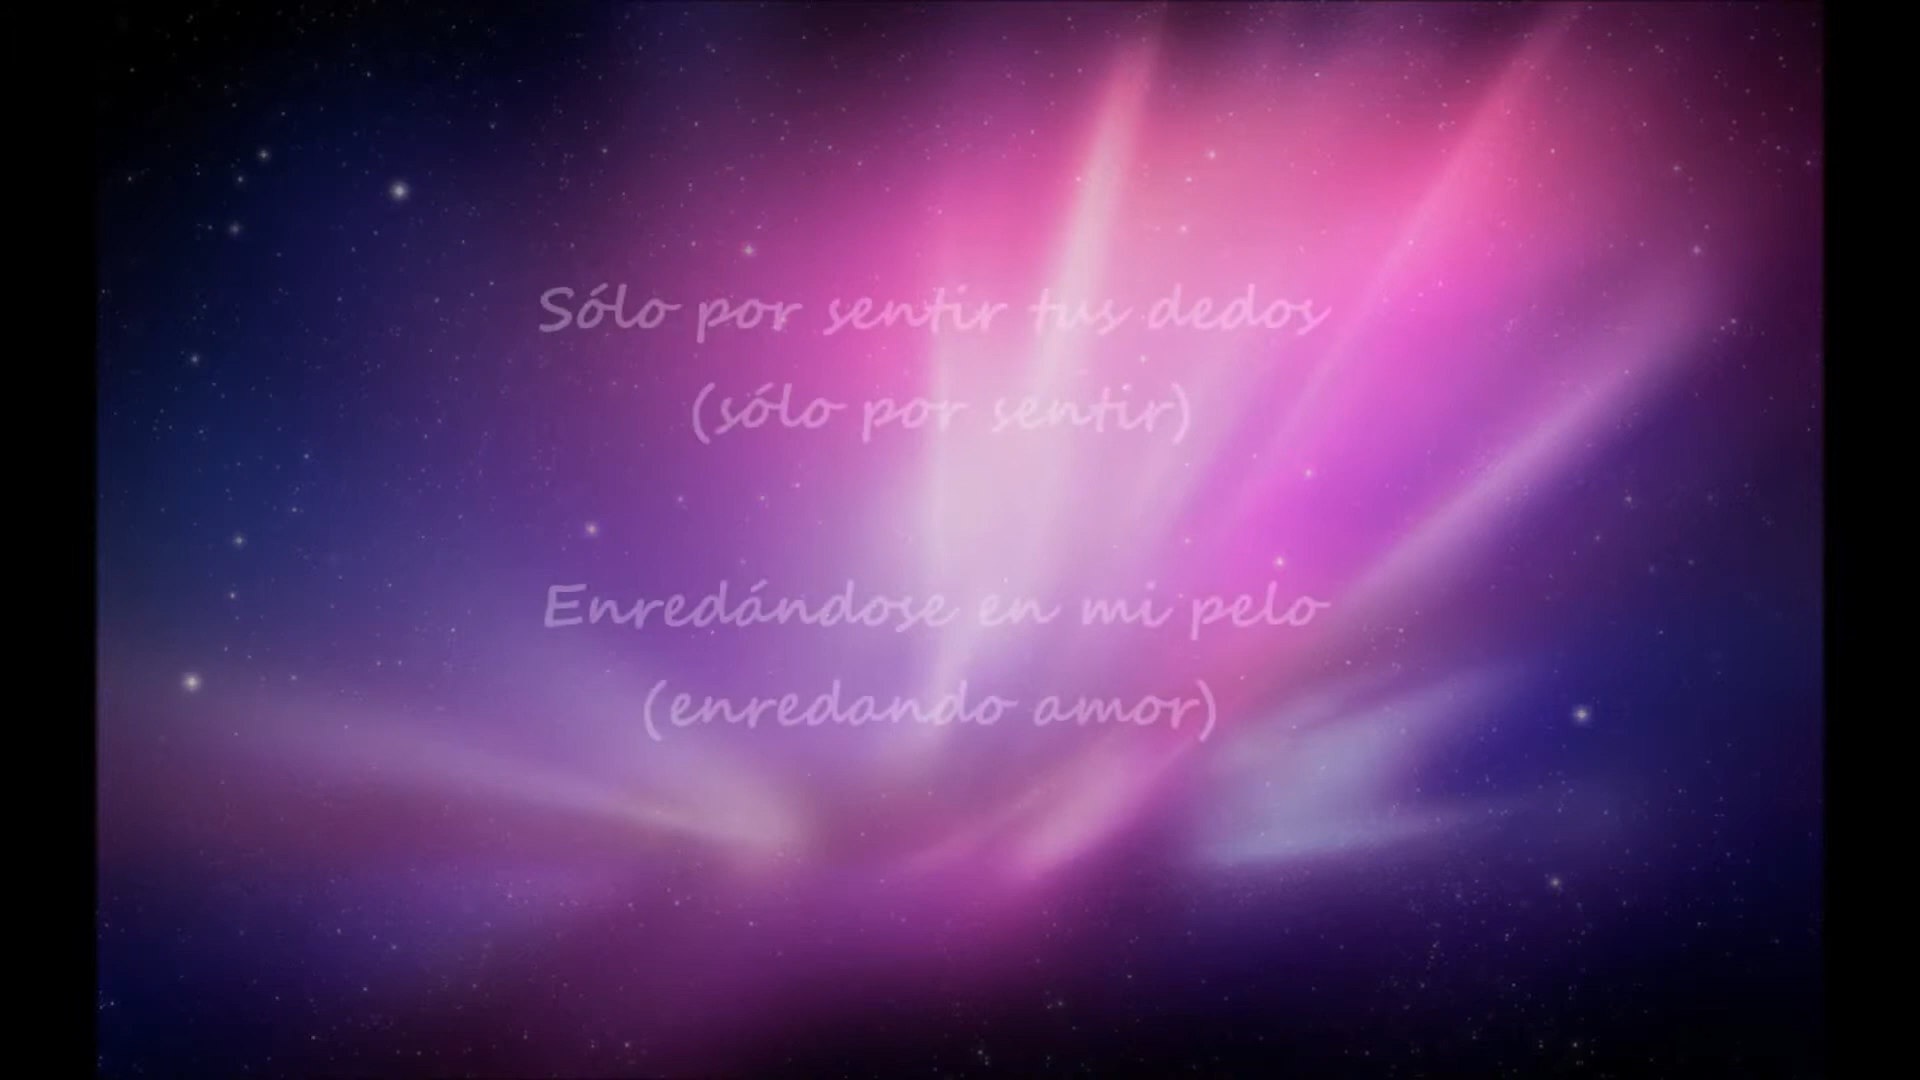 Sólo por sentir tus dedos
(sólo por sentir)
Enredándose en mi pelo
(enredando amor)